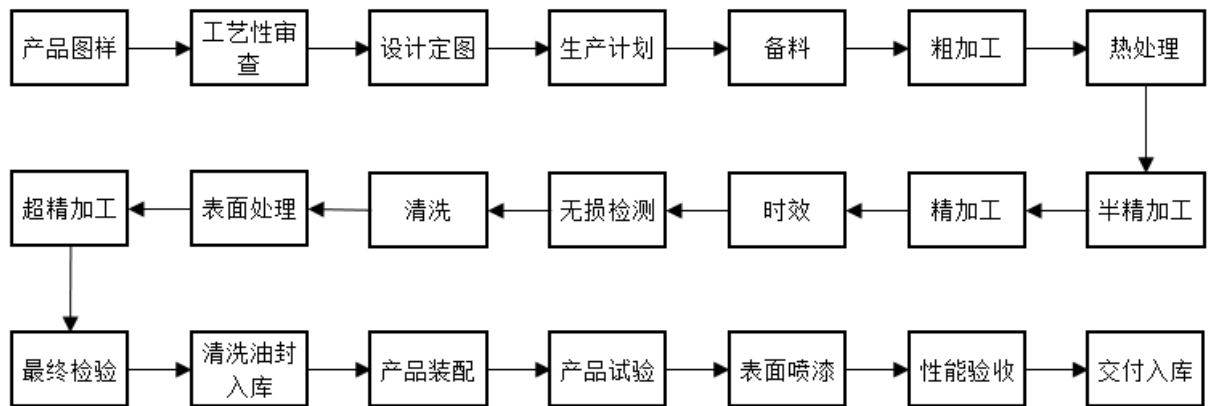 产品图样
工艺性审
查
设计定图
生产计划
备料
粗加工
热处理
超精加工
表面处理
清洗
无损检测
时效
精加工
半精加工
最终检验
清洗油封
入库
产品装配
产品试验
表面喷漆
性能验收
交付入库